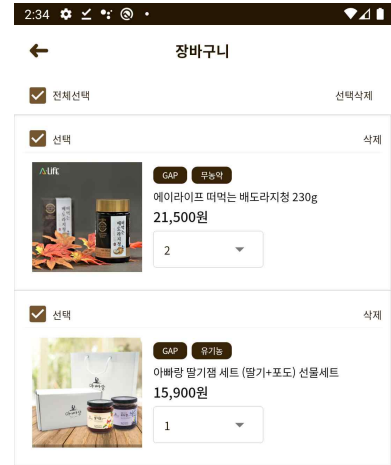 2:34
장바구니
전체선택 선택삭제
선택 삭제
A-Life
GAP 무농약
에이라이프 떠먹는 배도라지청 230g
21,500원
2
선택 삭제
GAP 유기농
아빠랑 딸기잼 세트 (딸기+포도) 선물세트
15,900원
1